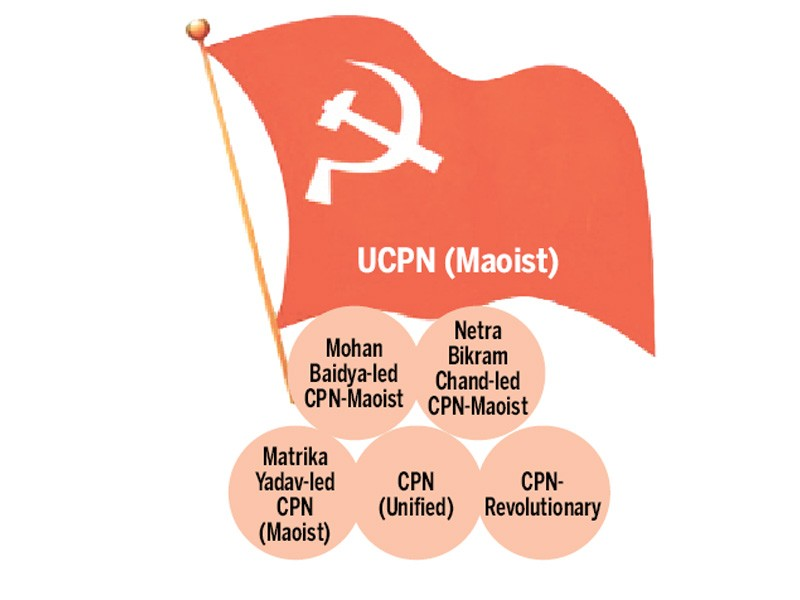 UCPN (Maoist)
Mohan
Baidya-led
CPN-Maoist
Netra
Bikram
Chand-led
CPN-Maoist
Matrika
Yadav-led
CPN
(Maoist)
CPN
(Unified)
CPN-
Revolutionary